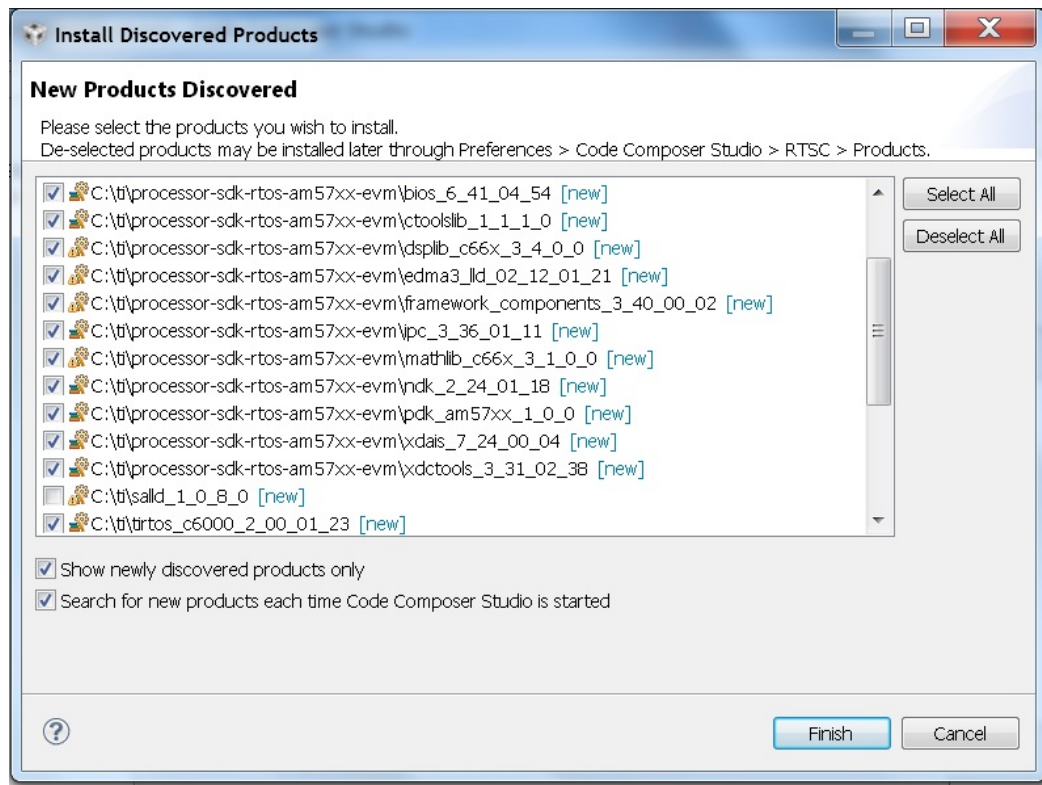 Install Discovered Products
New Products Discovered
Please select the products you wish to install.
De-selected products may be installed later through Preferences > Code Composer Studio > RTSC > Products.
C:\ti\processor-sdk-rtos-am57xx-evm\bios_6_41_04_54 [new]
Select All
C:\ti\processor-sdk-rtos-am57xx-evm\ctoolslib_1_1_1_0 [new]
Deselect All
C:\ti\processor-sdk-rtos-am57xx-evm\dsplib_c66x_3_4_0_0 [new]
C:\ti\processor-sdk-rtos-am57xx-evm\edma3_lld_02_12_01_21 [new]
C:\ti\processor-sdk-rtos-am57xx-evm\framework_components_3_40_00_02 [new]
C:\ti\processor-sdk-rtos-am57xx-evm\ipc_3_36_01_11 [new]
C:\ti\processor-sdk-rtos-am57xx-evm\mathlib_c66x_3_1_0_0 [new]
C:\ti\processor-sdk-rtos-am57xx-evm\ndk_2_24_01_18 [new]
C:\ti\processor-sdk-rtos-am57xx-evm\pdk_am57xx_1_0_0 [new]
C:\ti\processor-sdk-rtos-am57xx-evm\xdais_7_24_00_04 [new]
C:\ti\processor-sdk-rtos-am57xx-evm\xdctools_3_31_02_38 [new]
C:\ti\salld_1_0_8_0 [new]
C:\ti\tirtos_c6000_2_00_01_23 [new]
Show newly discovered products only
Search for new products each time Code Composer Studio is started
?
Finish
Cancel